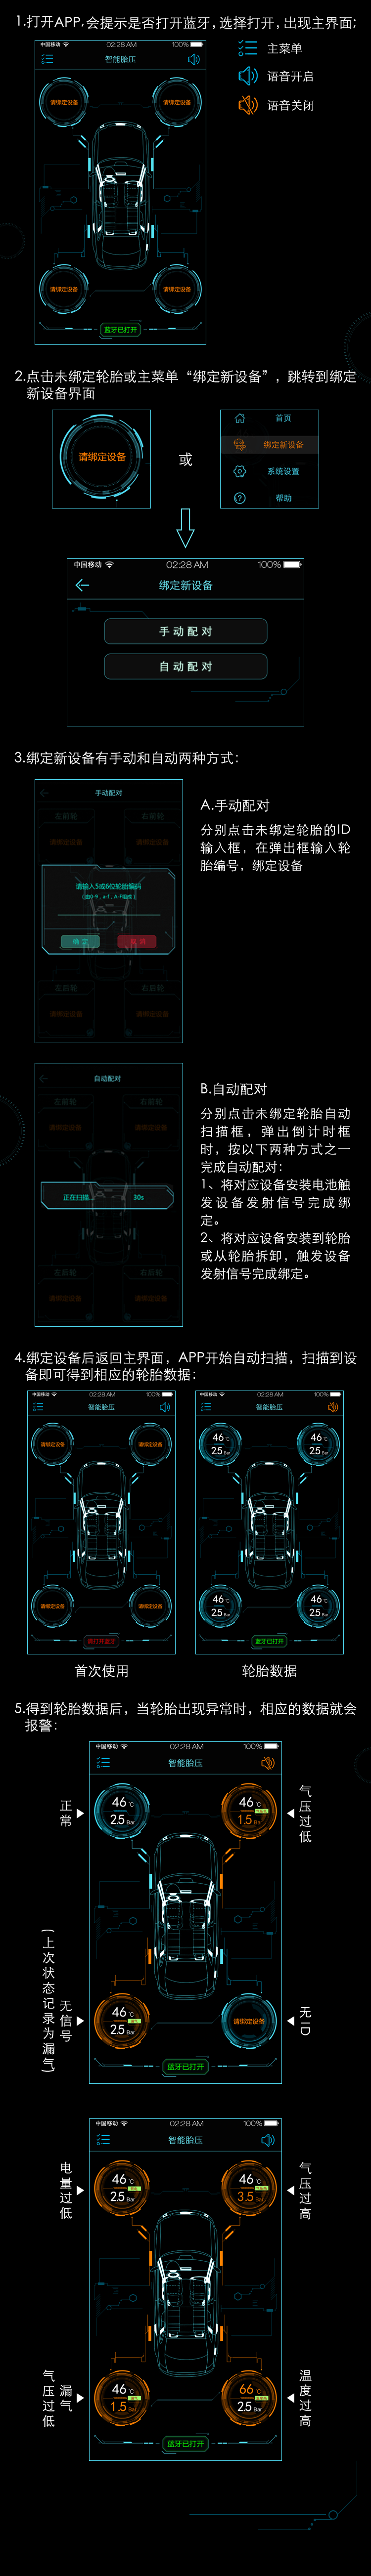 1.打开APP,会提示是否打开蓝牙,选择打开,出现主界面;
中国移动 02:28 AM 100%
智能胎压
请绑定设备 请绑定设备
请绑定设备 请绑定设备
蓝牙已打开
主菜单
语音开启
语音关闭
2.点击未绑定轮胎或主菜单“绑定新设备”,跳转到绑定
新设备界面
请绑定设备
或
首页
绑定新设备
系统设置
帮助
中国移动 02:28 AM 100%
绑定新设备
手动配对
自动配对
3.绑定新设备有手动和自动两种方式:
手动配对
左前轮 右前轮
请绑定设备 请绑定设备
请输入5或6位轮胎编码
确定 取消
左后轮 右后轮
请绑定设备 请绑定设备
A.手动配对
分别点击未绑定轮胎的ID
输入框,在弹出框输入轮
胎编号,绑定设备
自动配对
左前轮 右前轮
请绑定设备 请绑定设备
正在扫描... 30s
左后轮 右后轮
请绑定设备 请绑定设备
B.自动配对
分别点击未绑定轮胎自动
扫描框,弹出倒计时框
时,按以下两种方式之一
完成自动配对:
1、将对应设备安装电池触
发设备发射信号完成绑
定。
2、将对应设备安装到轮胎
或从轮胎拆卸,触发设备
发射信号完成绑定。
4.绑定设备后返回主界面,APP开始自动扫描,扫描到设
备即可得到相应的轮胎数据:
中国移动 02:28 AM 100%
智能胎压
请绑定设备 请绑定设备
请绑定设备 请绑定设备
请打开蓝牙
首次使用
中国移动 02:28 AM 100%
智能胎压
46℃ 46℃
2.5 Bar 2.5 Bar
46℃ 46℃
2.5 Bar 2.5 Bar
蓝牙已打开
轮胎数据
5.得到轮胎数据后,当轮胎出现异常时,相应的数据就会
报警:
中国移动 02:28 AM 100%
智能胎压
正常
46℃ 46℃
2.5 Bar 1.5 Bar
气压过低
(上次状态记录为漏气)
无信号
46℃
2.5 Bar
请绑定设备
无ID
蓝牙已打开
中国移动 02:28 AM 100%
智能胎压
电量过低
46℃ 46℃
2.5 Bar 3.5 Bar
气压过高
气压过低
漏气
46℃ 66℃
1.5 Bar 2.5 Bar
温度过高
蓝牙已打开